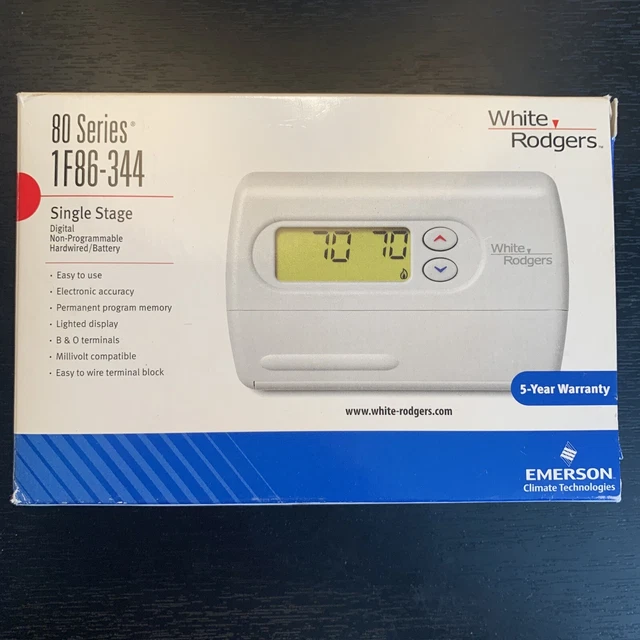 80 Series®
1F86-344
Single Stage
Digital
Non-Programmable
Hardwired/Battery
· Easy to use
· Electronic accuracy
· Permanent program memory
· Lighted display
· B & O terminals
· Millivolt compatible
· Easy to wire terminal block
White
Rodgers™
70 70
White
Rodgers
5-Year Warranty
www.white-rodgers.com
EMERSON
Climate Technologies